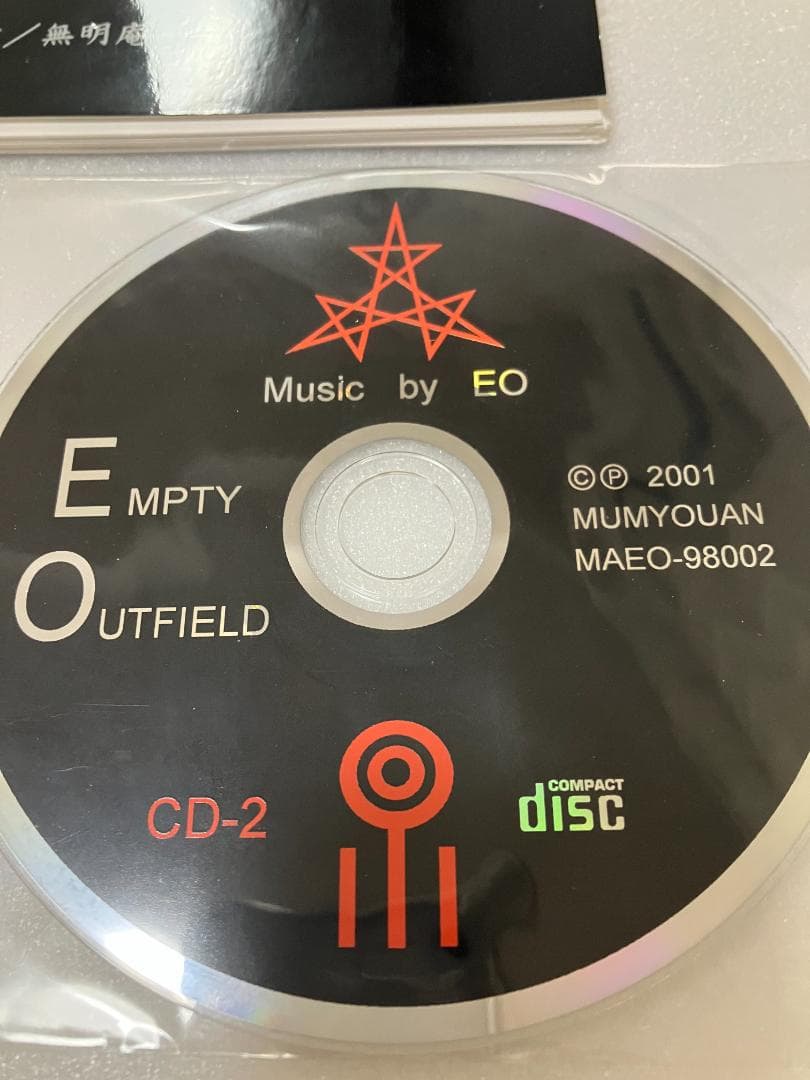 ／無明庵
Music by EO
EMPTY
OUTFIELD
©℗ 2001
MUMYOUAN
MAEO-98002
CD-2
COMPACT
disc